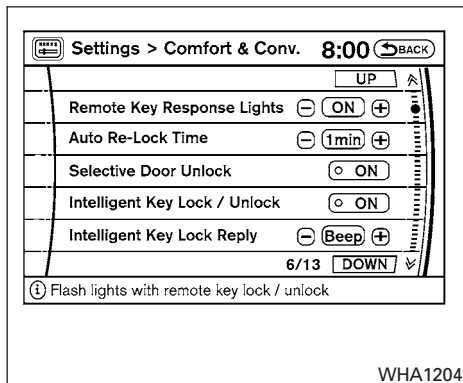 Settings > Comfort & Conv. 8:00 BACK
UP
Remote Key Response Lights − ON +
Auto Re-Lock Time − 1min +
Selective Door Unlock ○ ON
Intelligent Key Lock / Unlock ○ ON
Intelligent Key Lock Reply − Beep +
6/13 DOWN
i Flash lights with remote key lock / unlock
WHA1204